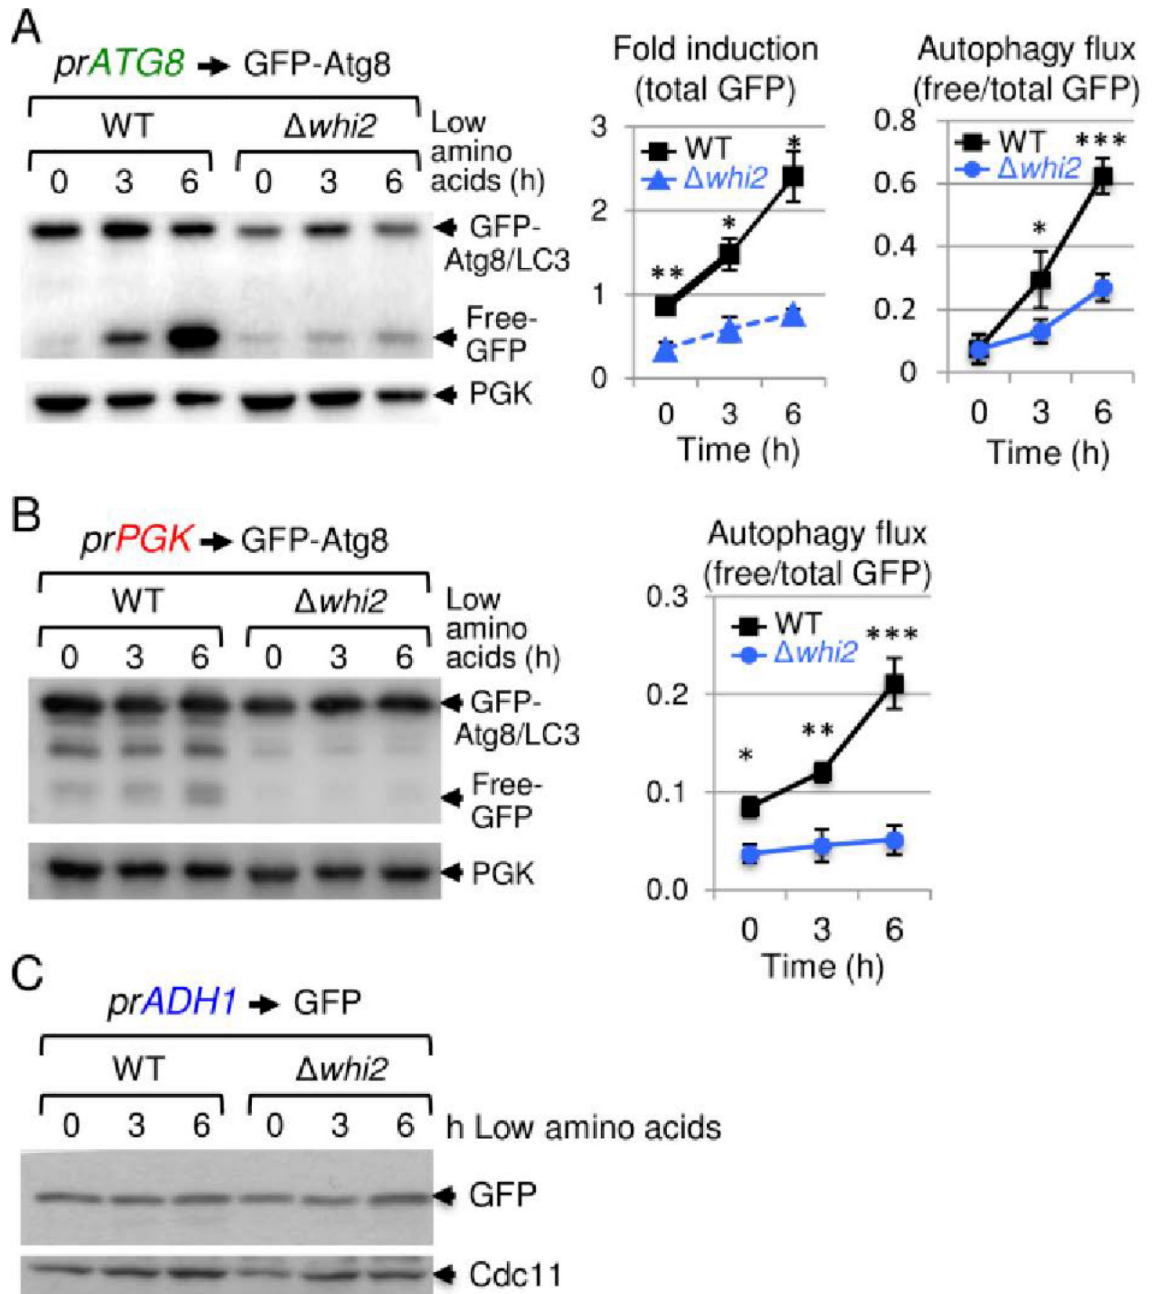 A
prATG8 → GFP-Atg8
WT Δwhi2
Low
amino
acids (h)
0 3 6 0 3 6
GFP-
Atg8/LC3
Free-
GFP
PGK
Fold induction
(total GFP)
3
2
1
0
WT
Δwhi2
**
*
*
0 3 6
Time (h)
Autophagy flux
(free/total GFP)
0.8
0.6
0.4
0.2
0
WT
Δwhi2
*
***
0 3 6
Time (h)
B
prPGK → GFP-Atg8
WT Δwhi2
Low
amino
acids (h)
0 3 6 0 3 6
GFP-
Atg8/LC3
Free-
GFP
PGK
Autophagy flux
(free/total GFP)
0.3
0.2
0.1
0.0
WT
Δwhi2
*
**
***
0 3 6
Time (h)
C
prADH1 → GFP
WT Δwhi2
0 3 6 0 3 6 h Low amino acids
GFP
Cdc11